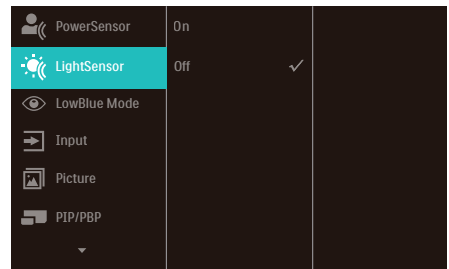 PowerSensor
On
LightSensor
Off
LowBlue Mode
Input
Picture
PIP/PBP